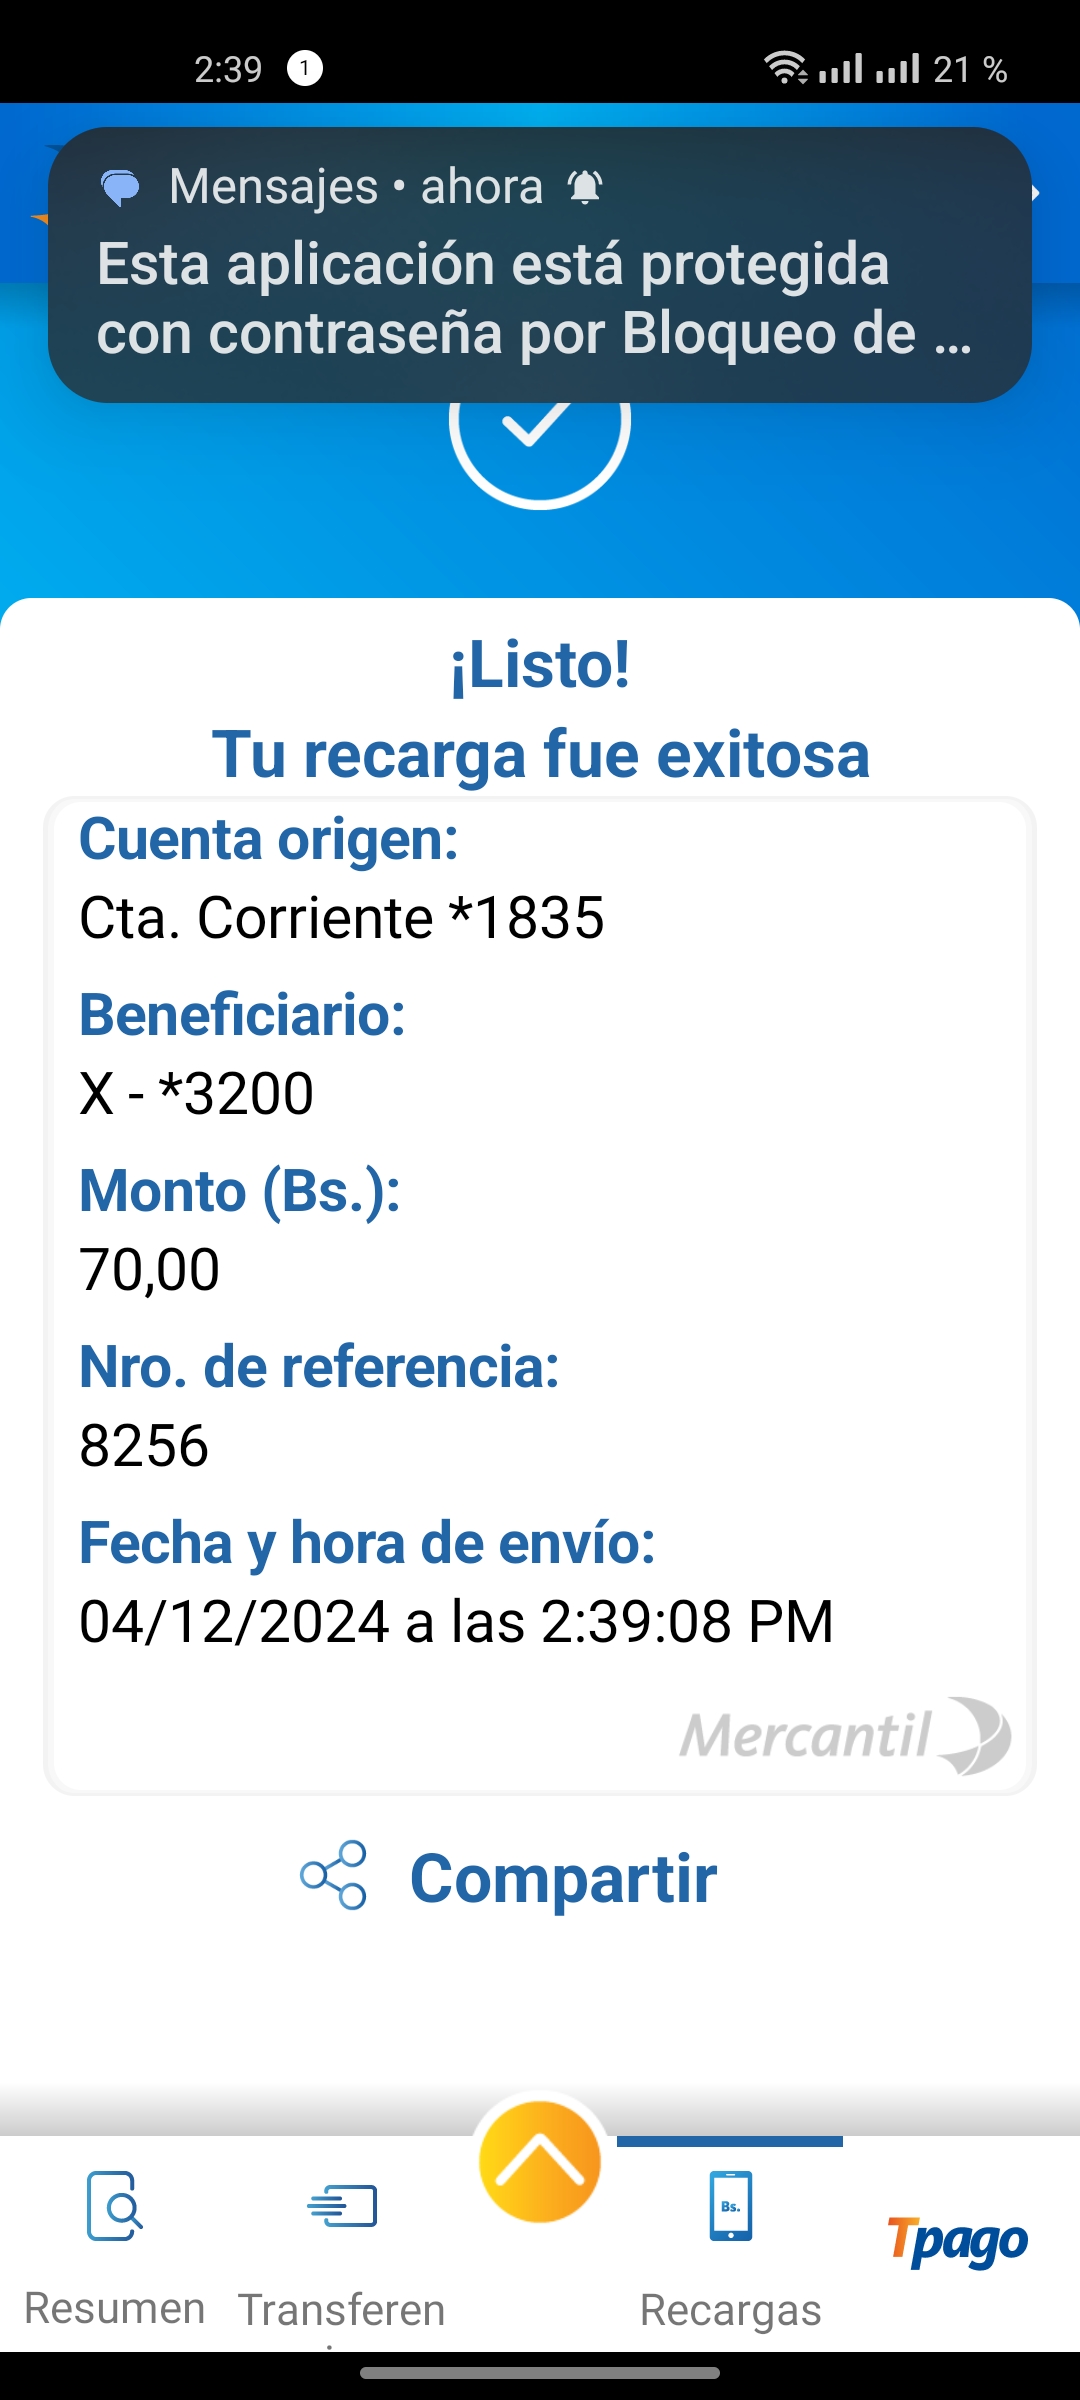 2:39
1
21 %
Mensajes • ahora
Esta aplicación está protegida
con contraseña por Bloqueo de ...
¡Listo!
Tu recarga fue exitosa
Cuenta origen:
Cta. Corriente *1835
Beneficiario:
X - *3200
Monto (Bs.):
70,00
Nro. de referencia:
8256
Fecha y hora de envío:
04/12/2024 a las 2:39:08 PM
Mercantil
Compartir
Bs.
Tpago
Resumen
Transferen
Recargas